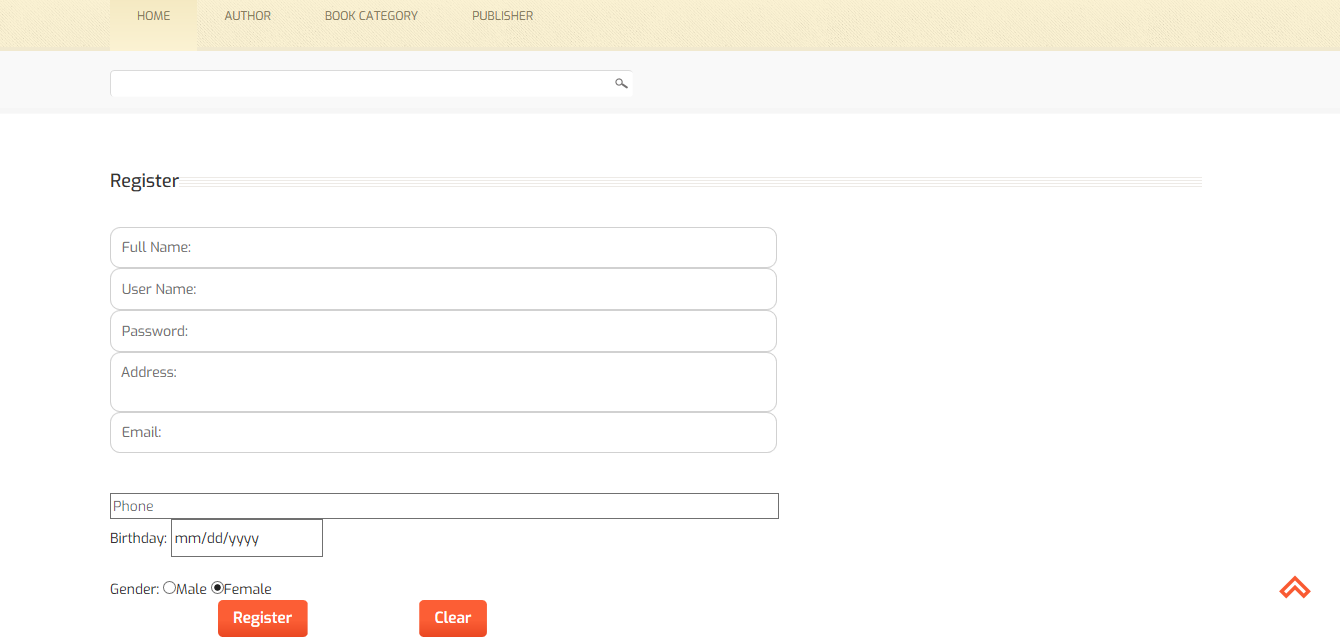 HOME AUTHOR BOOK CATEGORY PUBLISHER
Register
Full Name:
User Name:
Password:
Address:
Email:
Phone
Birthday: mm/dd/yyyy
Gender: Male Female
Register Clear